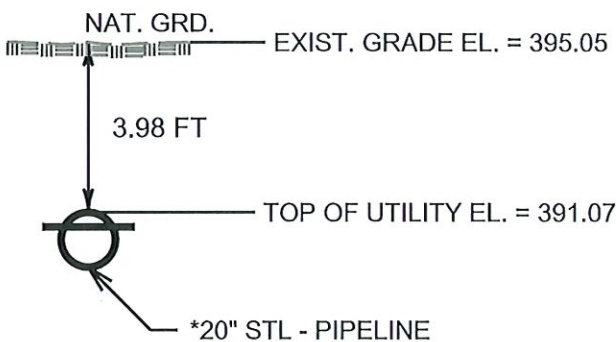 NAT. GRD.
EXIST. GRADE EL. = 395.05
3.98 FT
TOP OF UTILITY EL. = 391.07
*20" STL - PIPELINE